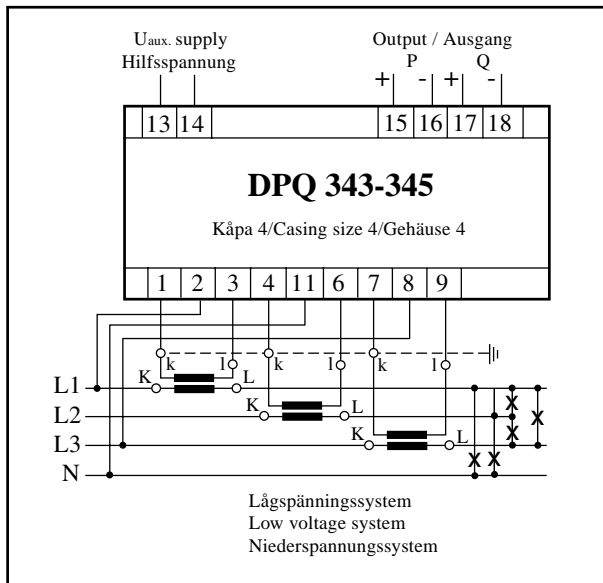 Uaux. supply Output / Ausgang
Hilfsspannung P Q
+ - + -
13 14 15 16 17 18
DPQ 343-345
Kåpa 4/Casing size 4/Gehäuse 4
1 2 3 4 11 6 7 8 9
k l k l k l
L1 K L
L2 K L
L3 K L
N
X X X X X
Lågspänningssystem
Low voltage system
Niederspannungssystem